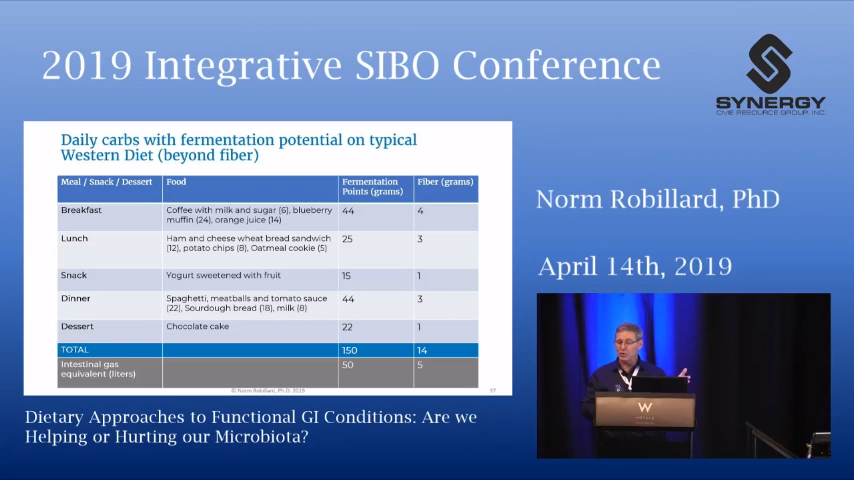 2019 Integrative SIBO Conference
SYNERGY
CME RESOURCE GROUP, INC.
Daily carbs with fermentation potential on typical
Western Diet (beyond fiber)
Meal / Snack / Dessert Food Fermentation Points (grams) Fiber (grams)
Breakfast Coffee with milk and sugar (6), blueberry muffin (24), orange juice (14) 44 4
Lunch Ham and cheese wheat bread sandwich (12), potato chips (8), Oatmeal cookie (5) 25 3
Snack Yogurt sweetened with fruit 15 1
Dinner Spaghetti, meatballs and tomato sauce (22), Sourdough bread (18), milk (8) 44 3
Dessert Chocolate cake 22 1
TOTAL 150 14
Intestinal gas equivalent (liters) 50 5
© Norm Robillard, Ph.D. 2019
57
Norm Robillard, PhD
April 14th, 2019
W
Dietary Approaches to Functional GI Conditions: Are we
Helping or Hurting our Microbiota?